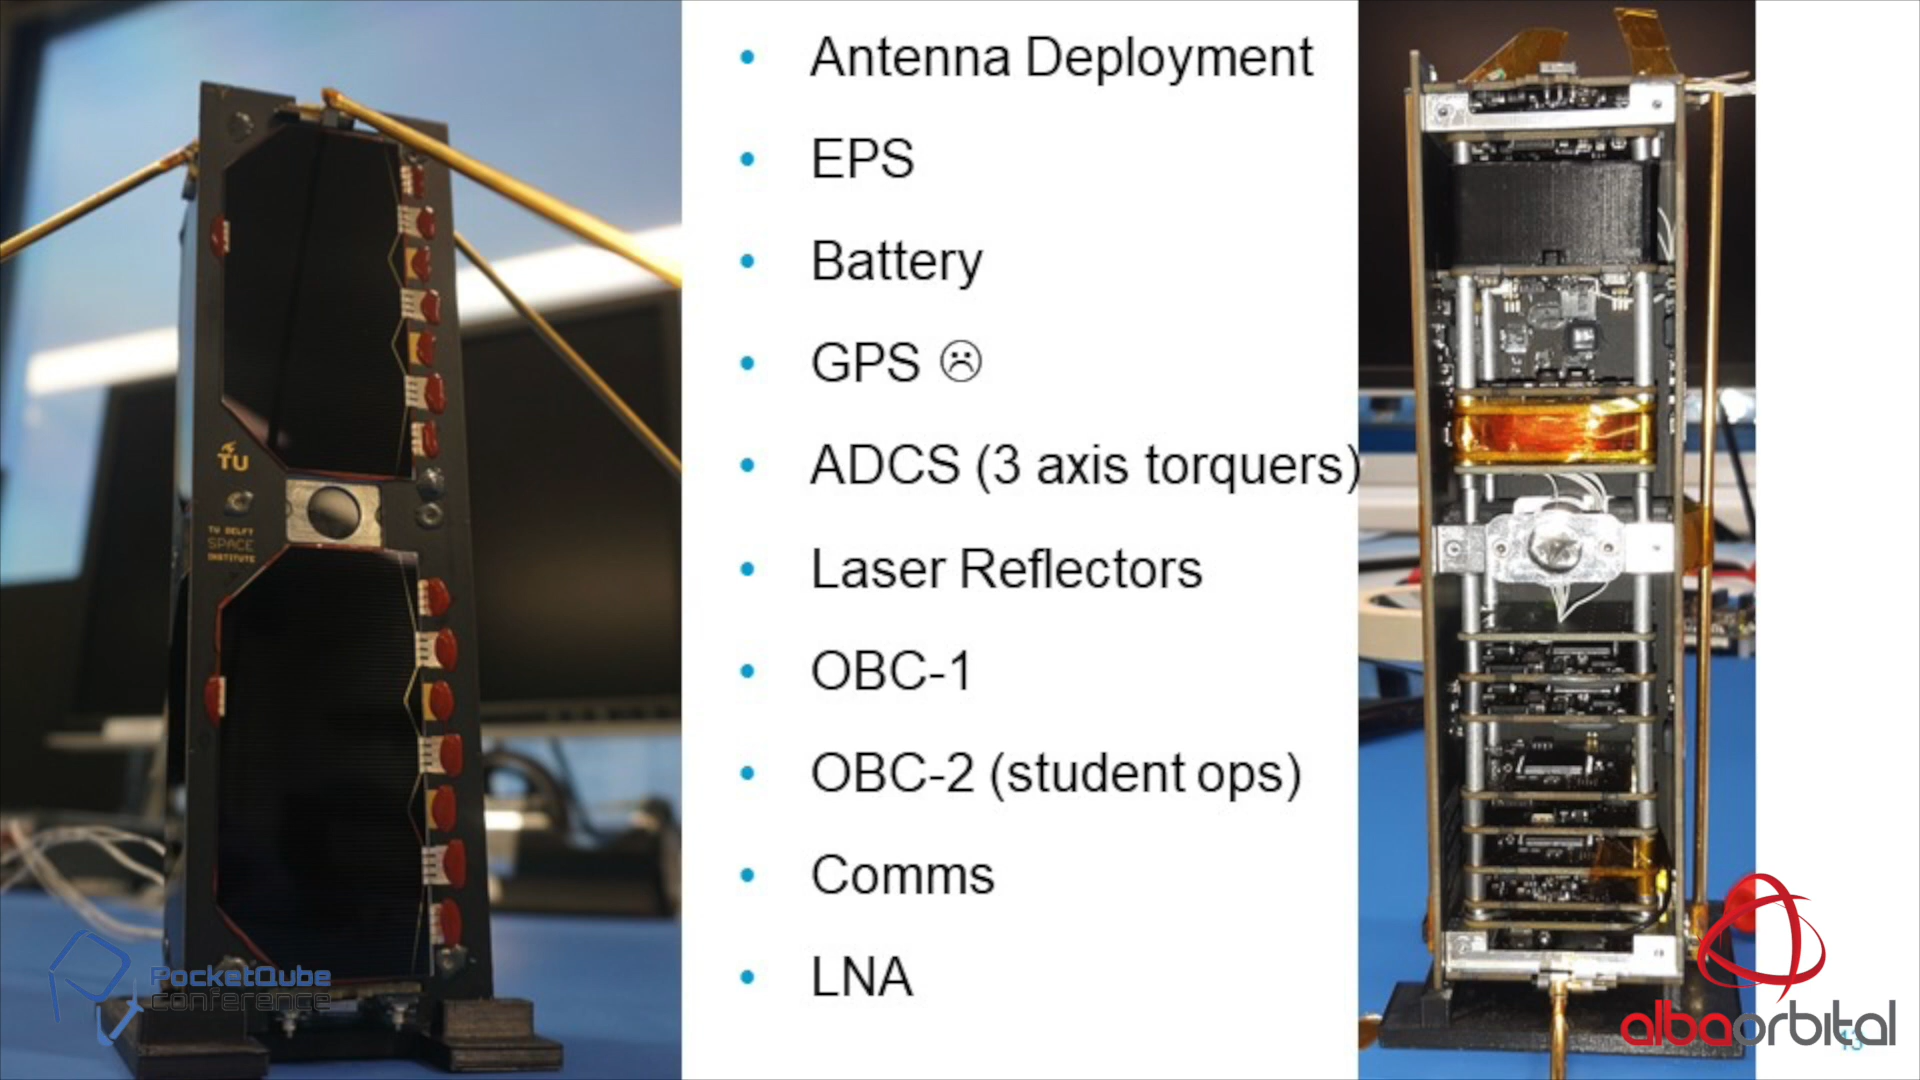 Antenna Deployment
EPS
Battery
GPS ☹
ADCS (3 axis torquers)
Laser Reflectors
OBC-1
OBC-2 (student ops)
Comms
LNA
TU
TU DELFT
SPACE
INSTITUTE
PocketQube
conference
albaorbital
13